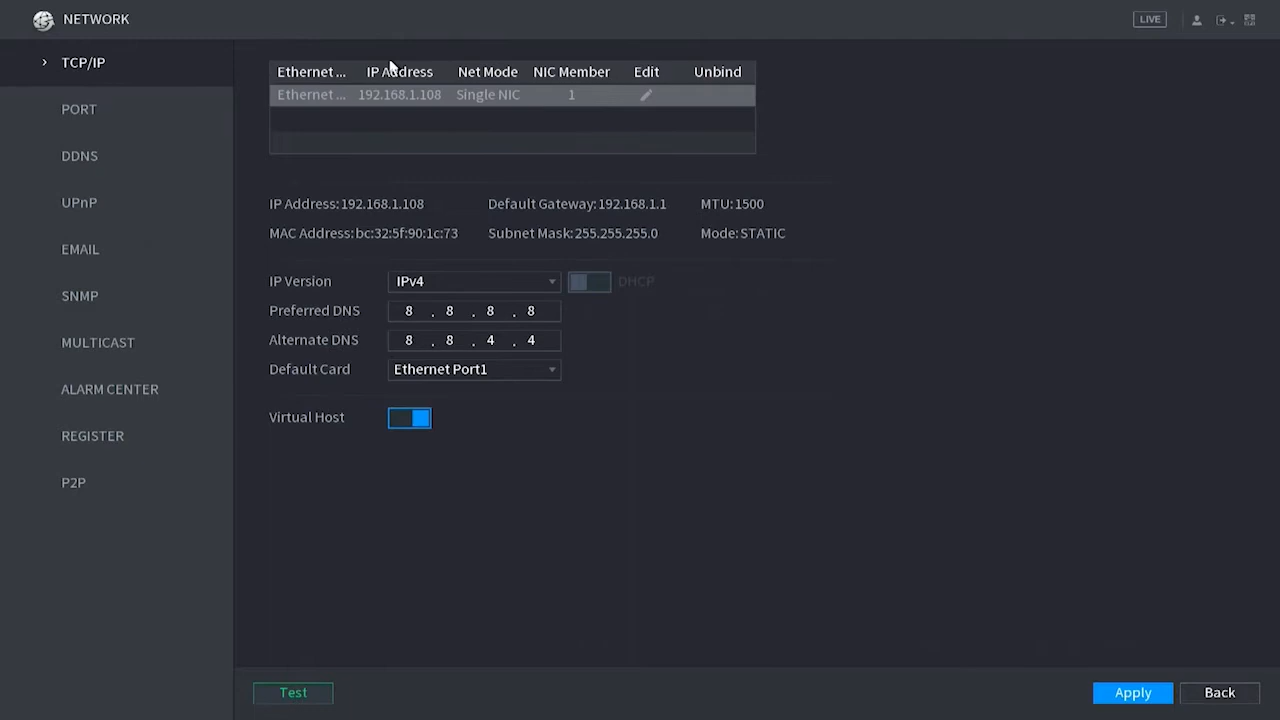 NETWORK
LIVE
TCP/IP
PORT
DDNS
UPnP
EMAIL
SNMP
MULTICAST
ALARM CENTER
REGISTER
P2P
Ethernet ... IP Address Net Mode NIC Member Edit Unbind
Ethernet ... 192.168.1.108 Single NIC 1
IP Address:192.168.1.108 Default Gateway:192.168.1.1 MTU:1500
MAC Address:bc:32:5f:90:1c:73 Subnet Mask:255.255.255.0 Mode:STATIC
IP Version IPv4 DHCP
Preferred DNS 8 . 8 . 8 . 8
Alternate DNS 8 . 8 . 4 . 4
Default Card Ethernet Port1
Virtual Host
Test Apply Back